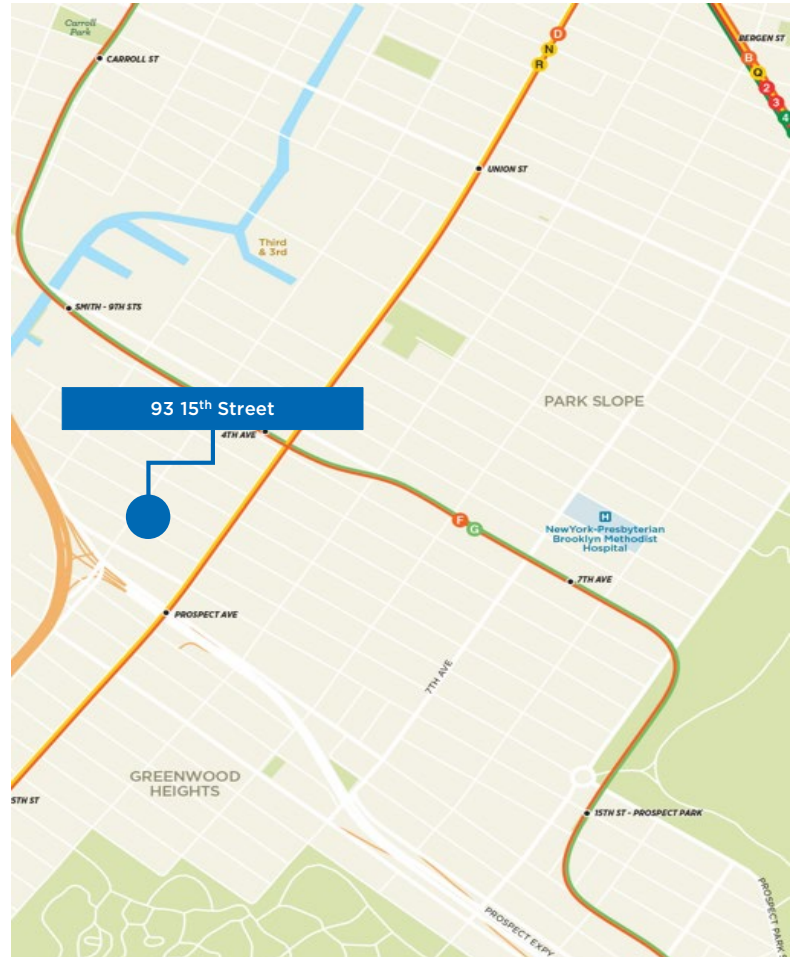 Carroll
Park
CARROLL ST
D
N
R
BERGEN ST
B
Q
2
3
4
UNION ST
Third
& 3rd
SMITH - 9TH STS
93 15th Street
PARK SLOPE
4TH AVE
F
G
H
NewYork-Presbyterian
Brooklyn Methodist
Hospital
7TH AVE
PROSPECT AVE
7TH AVE
GREENWOOD
HEIGHTS
5TH ST
15TH ST - PROSPECT PARK
PROSPECT EXPY
PROSPECT PARK